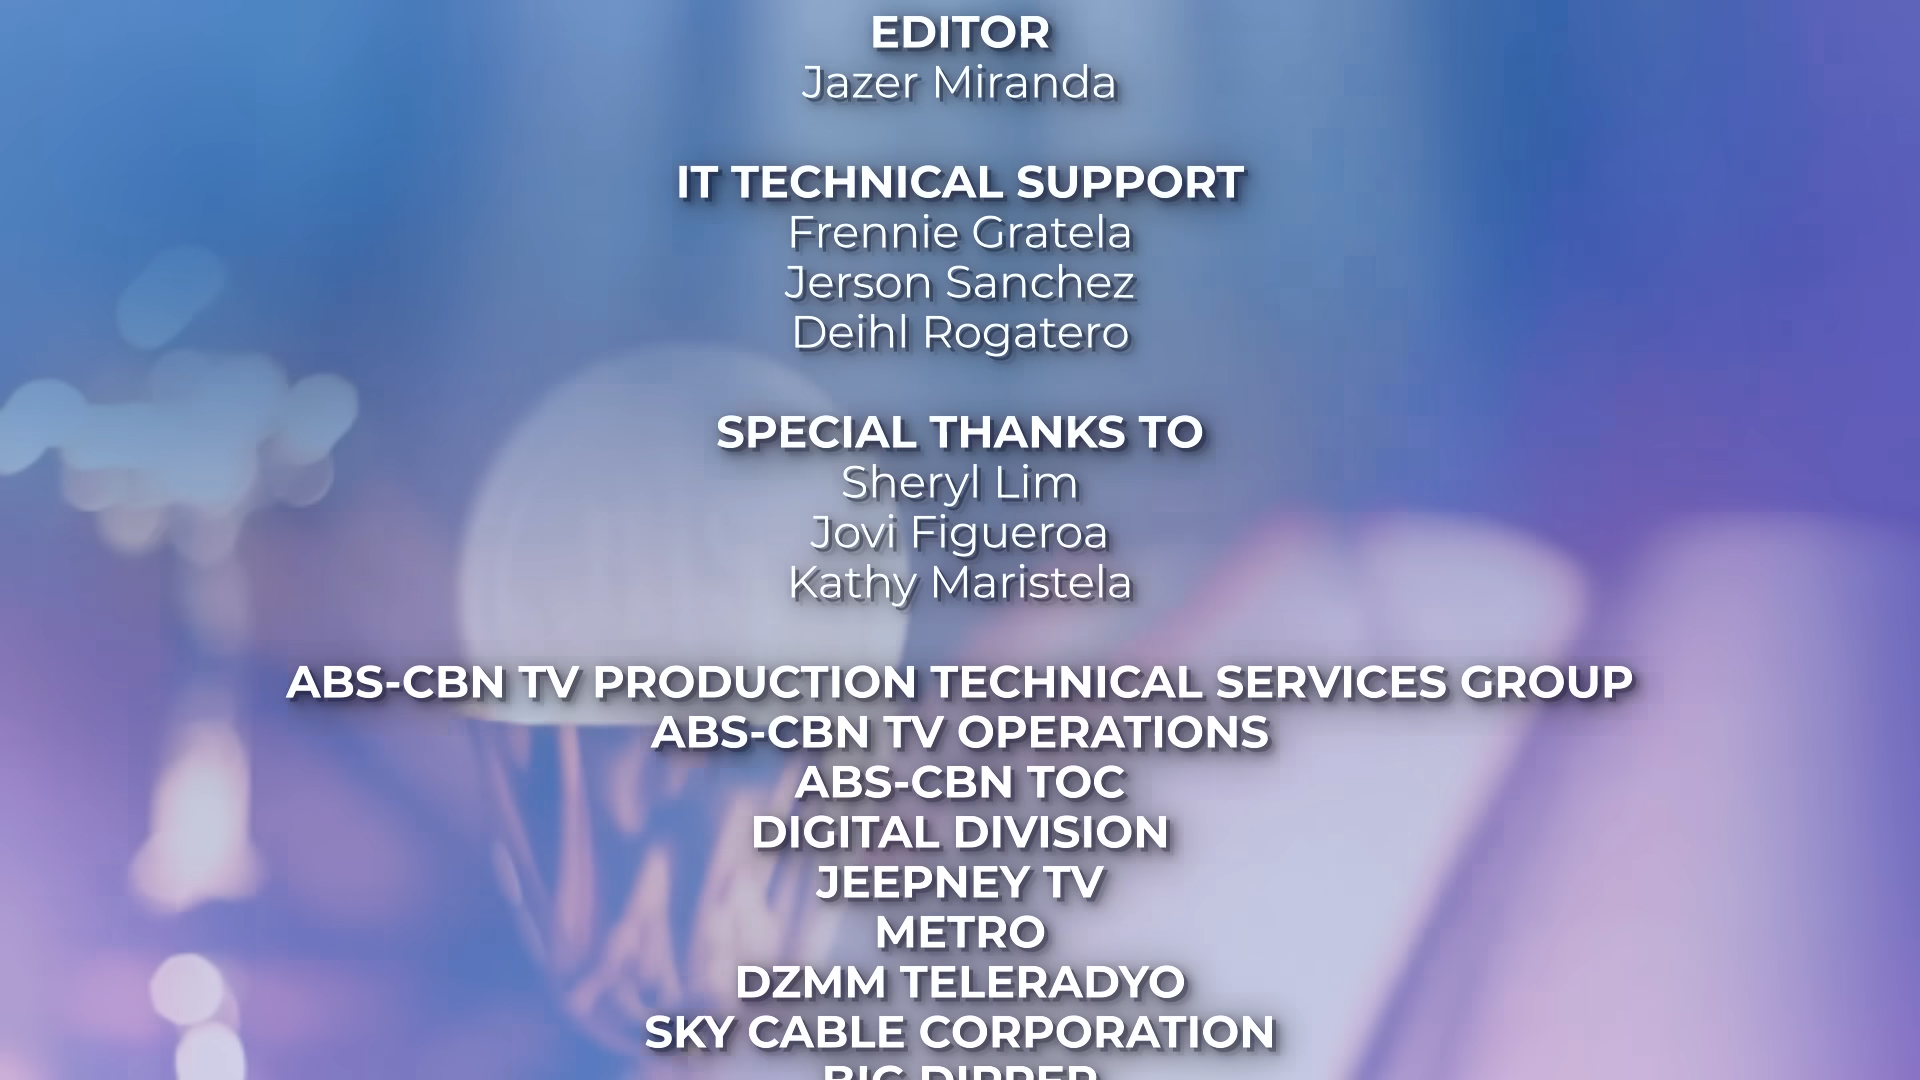 EDITOR
Jazer Miranda
IT TECHNICAL SUPPORT
Frennie Gratela
Jerson Sanchez
Deihl Rogatero
SPECIAL THANKS TO
Sheryl Lim
Jovi Figueroa
Kathy Maristela
ABS-CBN TV PRODUCTION TECHNICAL SERVICES GROUP
ABS-CBN TV OPERATIONS
ABS-CBN TOC
DIGITAL DIVISION
JEEPNEY TV
METRO
DZMM TELERADYO
SKY CABLE CORPORATION
BIG DIPPER